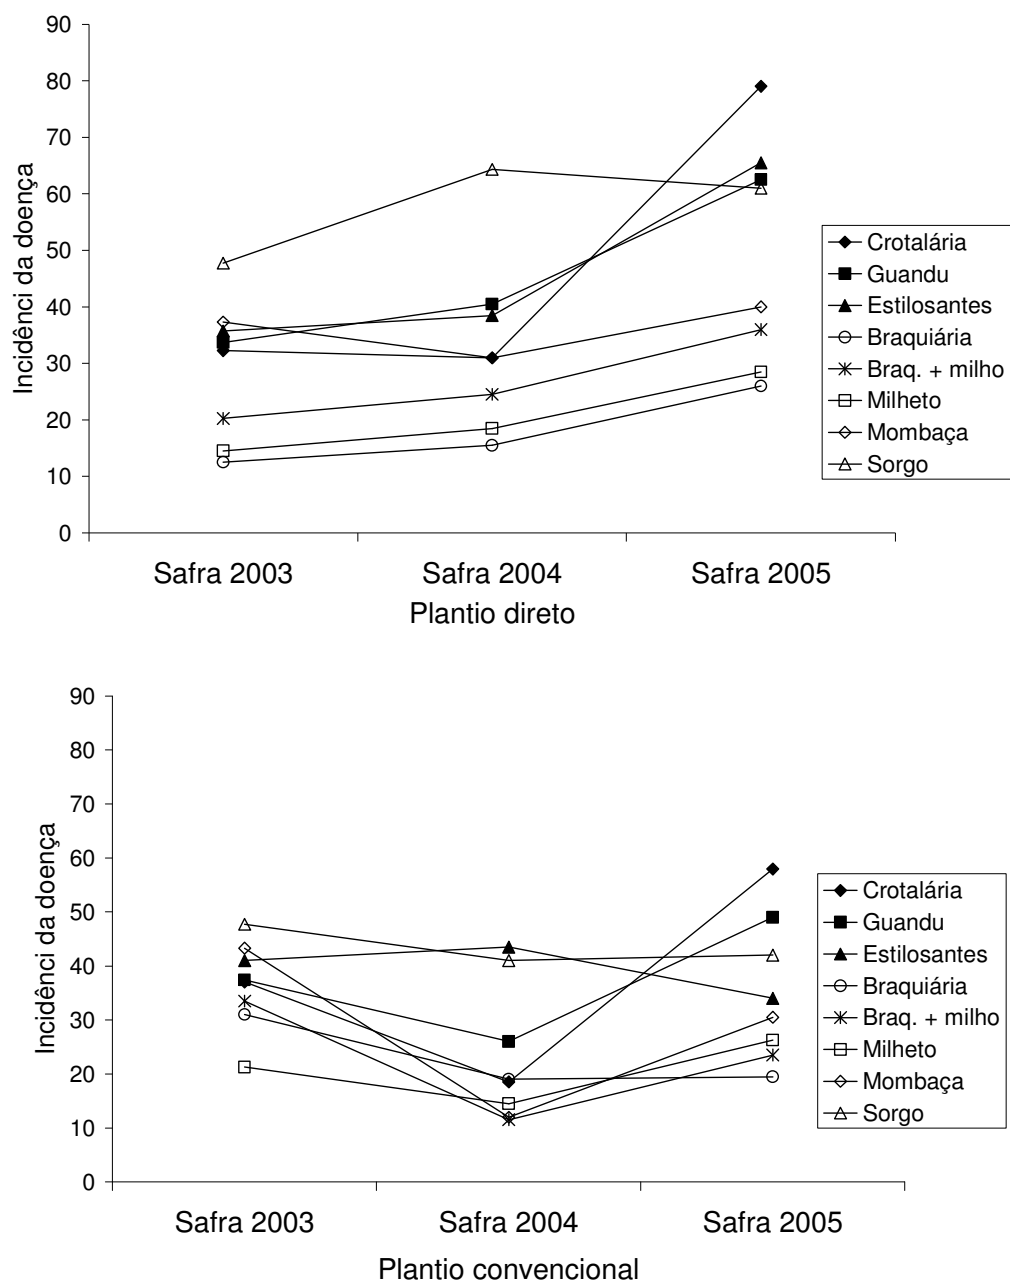 90
80
70
60
50
40
30
20
10
0
Incidênci da doença
Safra 2003 Safra 2004 Safra 2005
Plantio direto
Crotalária
Guandu
Estilosantes
Braquiária
Braq. + milho
Milheto
Mombaça
Sorgo
90
80
70
60
50
40
30
20
10
0
Incidênci da doença
Safra 2003 Safra 2004 Safra 2005
Plantio convencional
Crotalária
Guandu
Estilosantes
Braquiária
Braq. + milho
Milheto
Mombaça
Sorgo